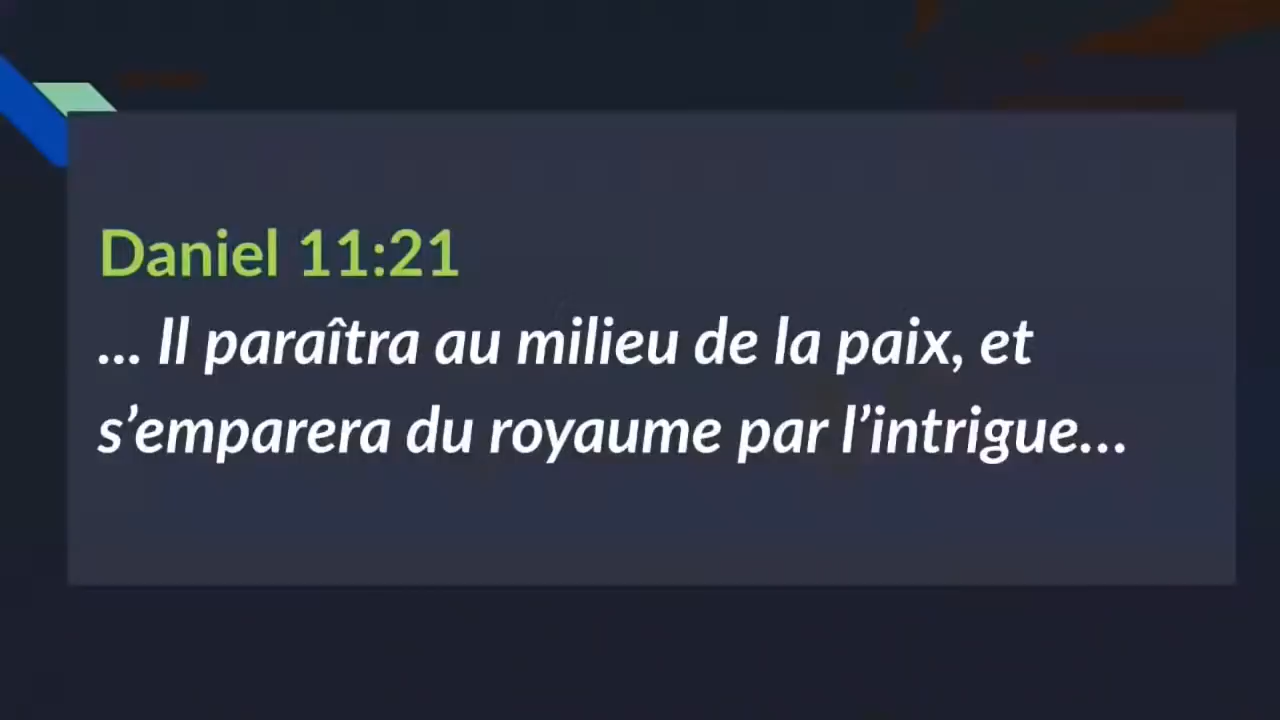 Daniel 11:21
... Il paraîtra au milieu de la paix, et
s’emparera du royaume par l’intrigue...